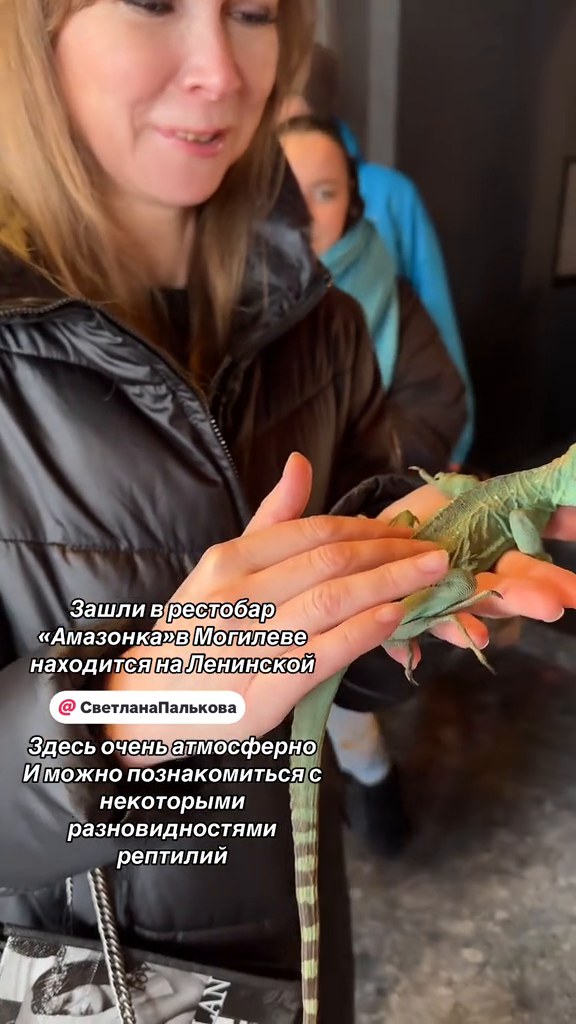 Зашли в рестобар
«Амазонка»в Могилеве
находится на Ленинской
@ СветланаПалькова
Здесь очень атмосферно
И можно познакомиться с
некоторыми
разновидностями
рептилий